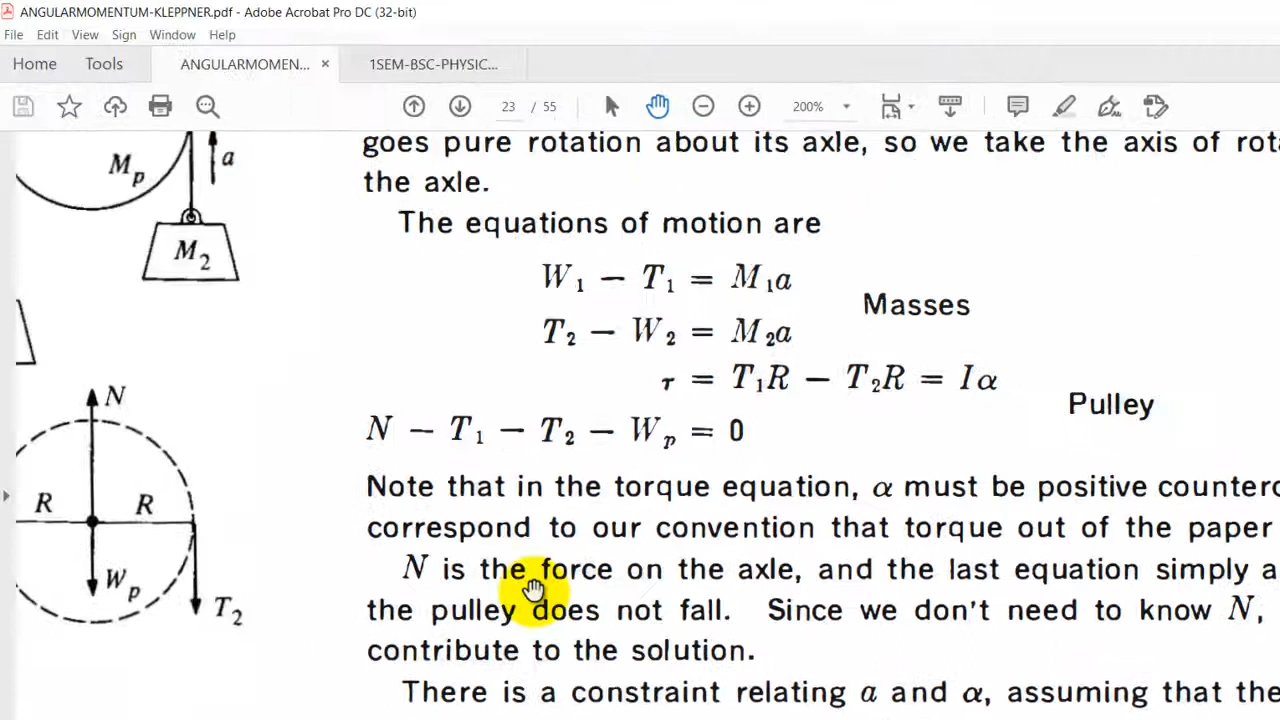 ANGULARMOMENTUM-KLEPPNER.pdf - Adobe Acrobat Pro DC (32-bit)
File Edit View Sign Window Help
Home Tools ANGULARMOMEN... × 1SEM-BSC-PHYSIC...
23 / 55 200%
goes pure rotation about its axle, so we take the axis of rota
the axle.
The equations of motion are
W₁ − T₁ = M₁a
Masses
T₂ − W₂ = M₂a
τ = T₁R − T₂R = Iα
Pulley
N − T₁ − T₂ − Wₚ = 0
Note that in the torque equation, α must be positive counterc
correspond to our convention that torque out of the paper
N is the force on the axle, and the last equation simply a
the pulley does not fall. Since we don't need to know N,
contribute to the solution.
There is a constraint relating a and α, assuming that the
Mₚ
a
M₂
N
R R
Wₚ
T₂